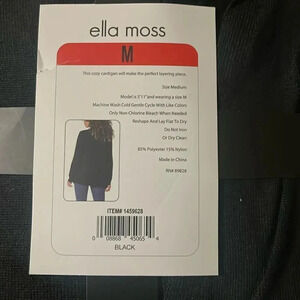 ella moss
M
This cozy cardigan will make the perfect layering piece.
Size Medium
Model is 5'11" and wearing a size M
Machine Wash Cold Gentle Cycle With Like Colors
Only Non-Chlorine Bleach When Needed
Reshape And Lay Flat To Dry
Do Not Iron
Or Dry Clean
85% Polyester 15% Nylon
Made in China
RN# 89828
ITEM# 1459628
0 08868 45065 4
BLACK